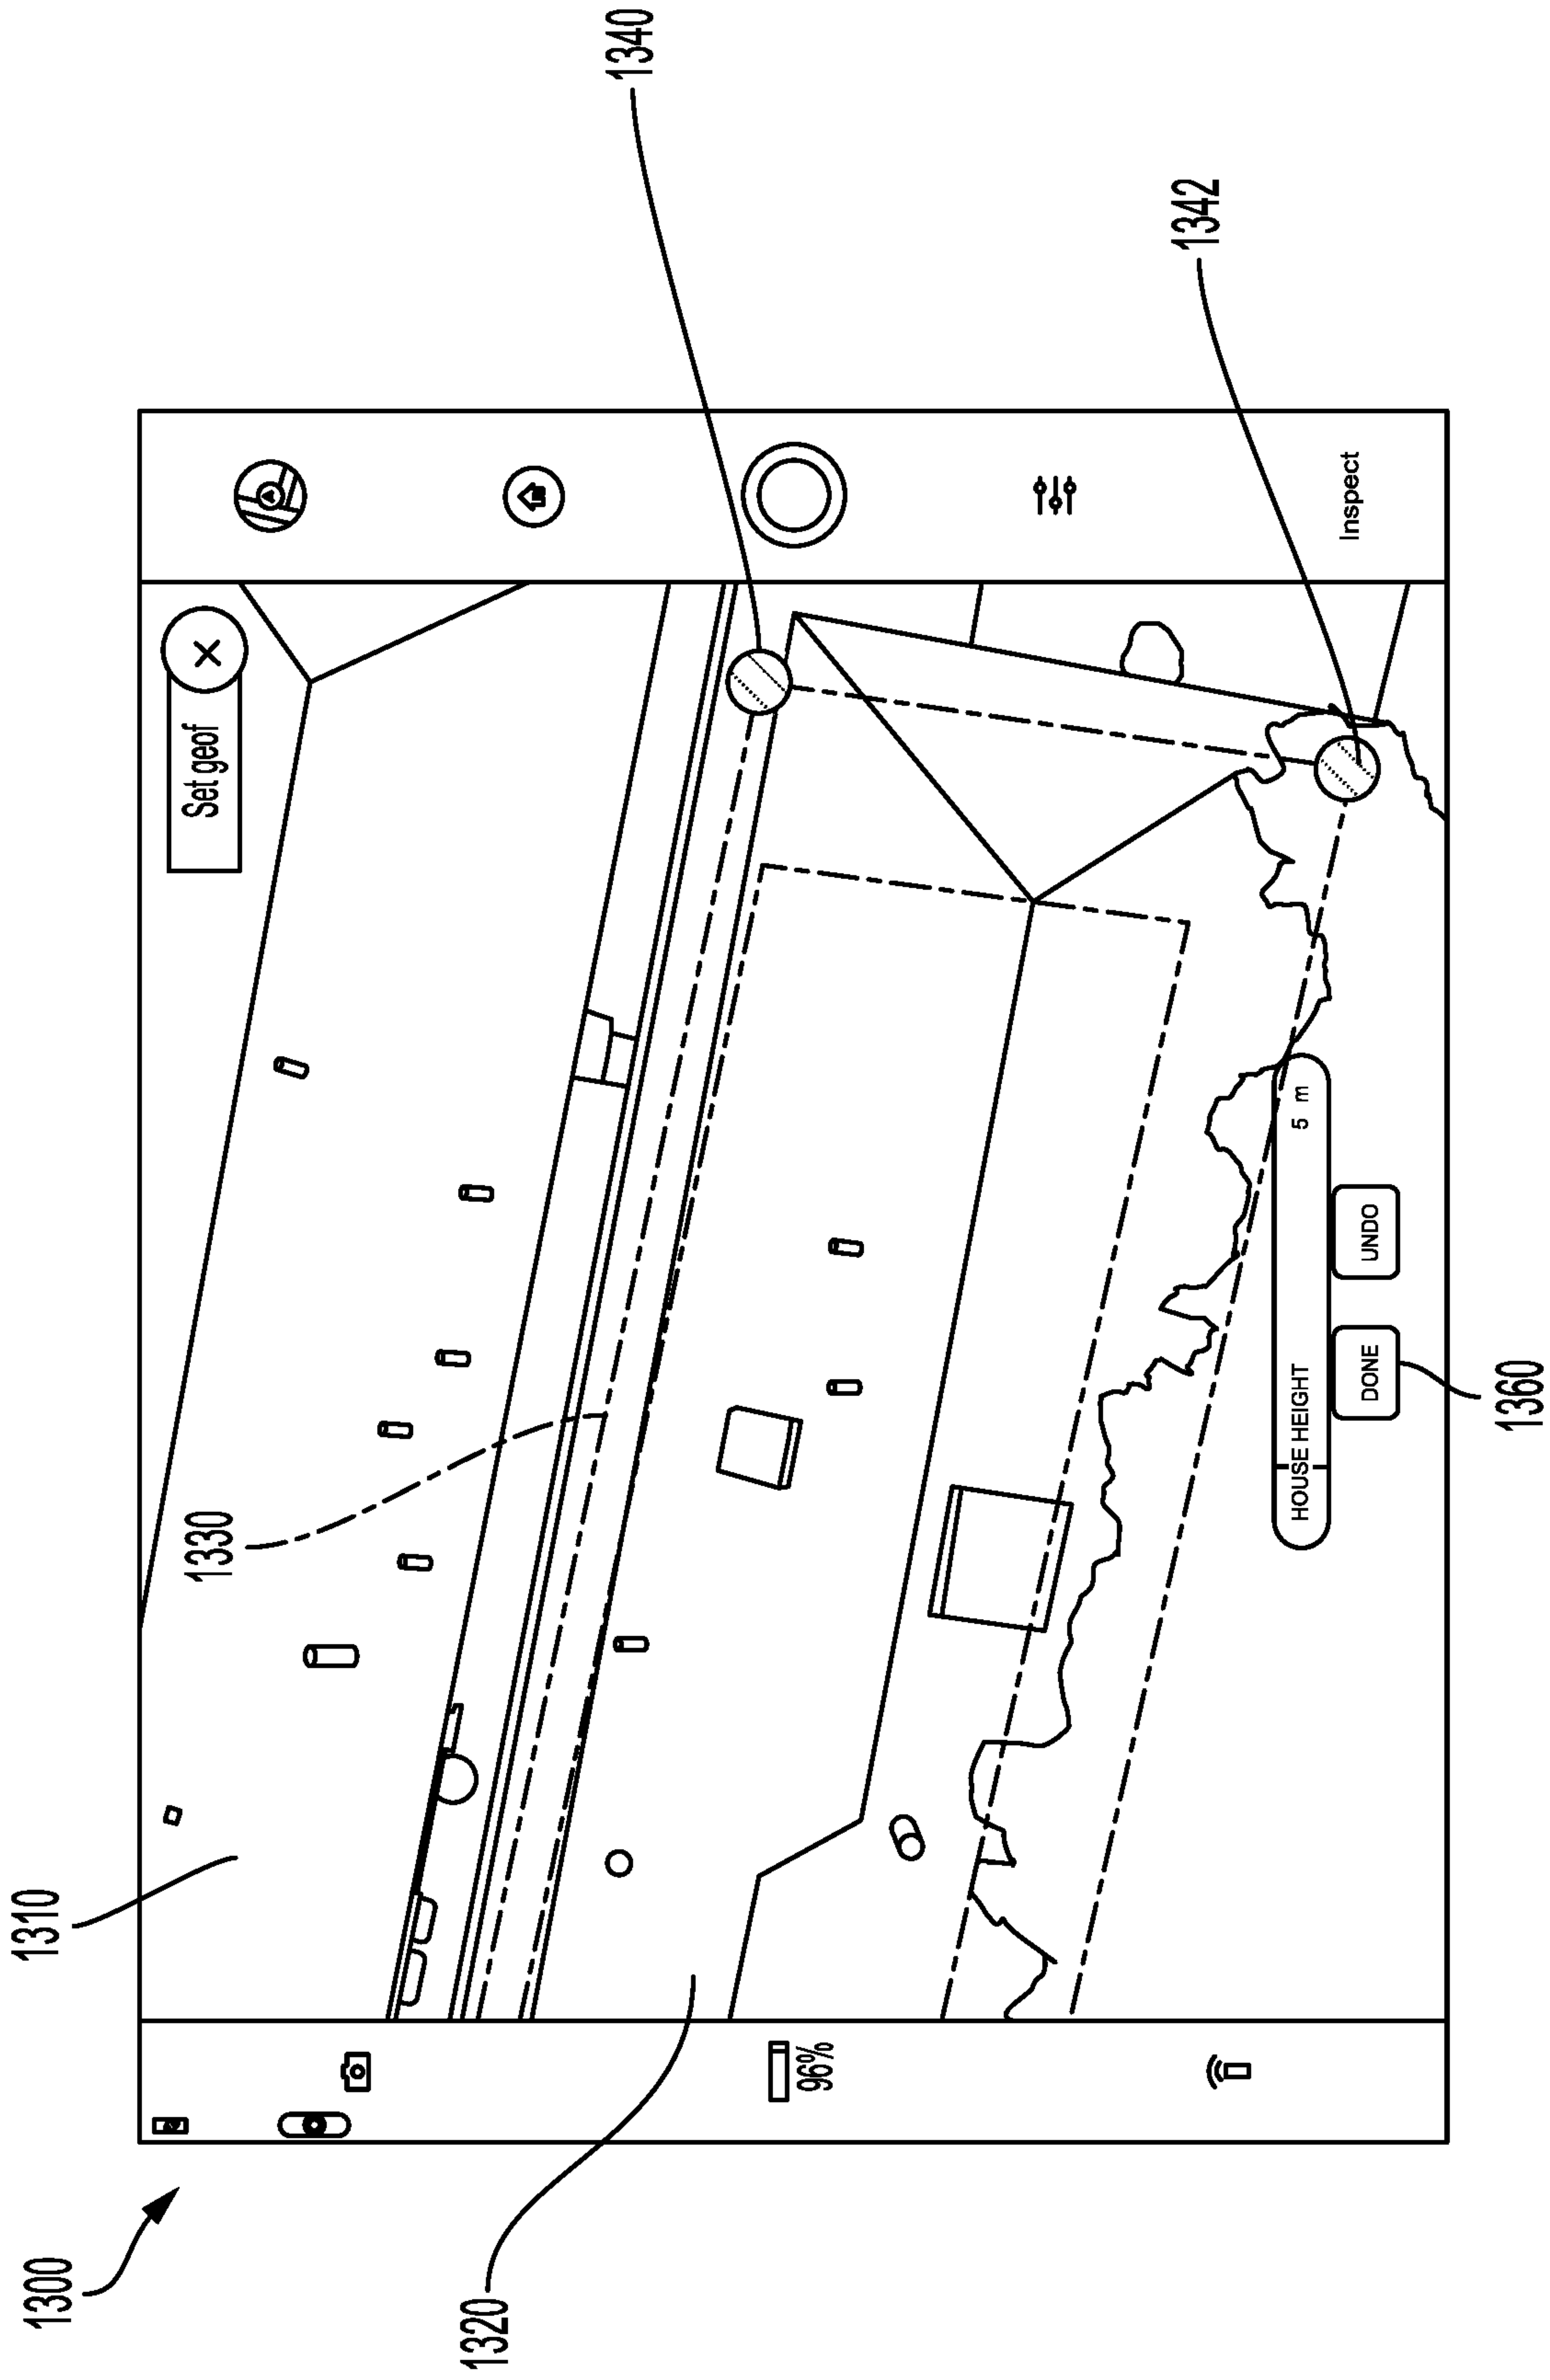 1300
1310
1320
1330
1340
1342
96%
Set geof
×
HOUSE HEIGHT 5 m
DONE
UNDO
1360
Inspect